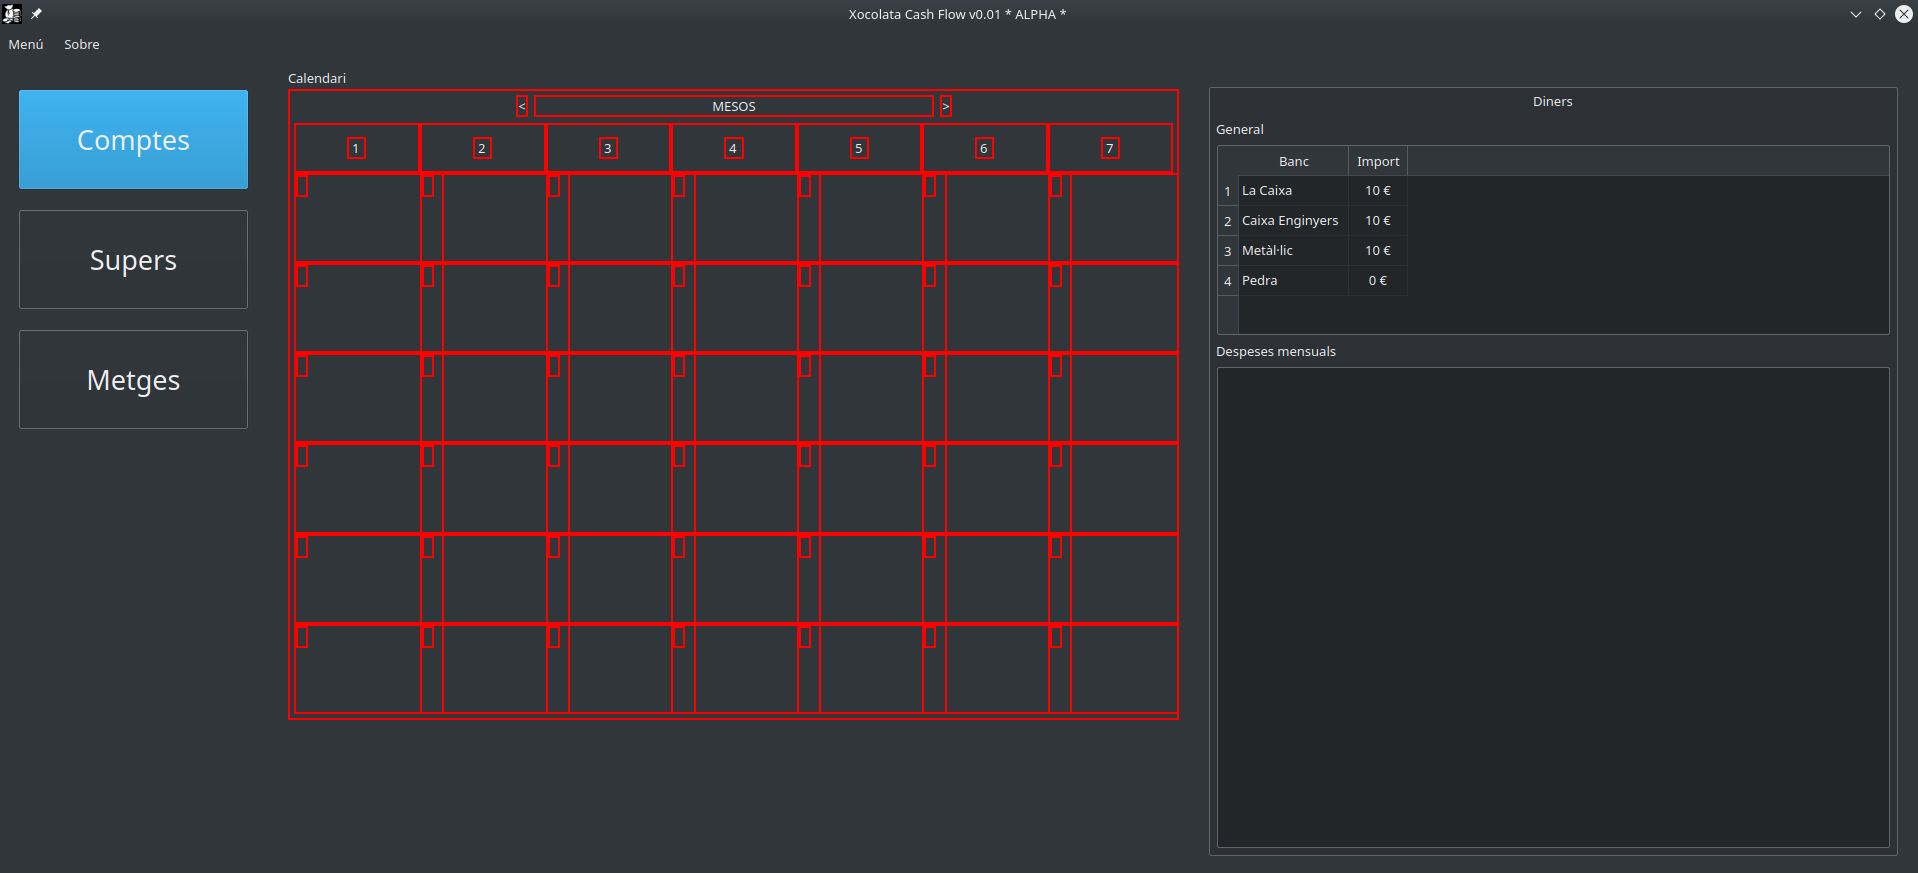 Xocolata Cash Flow v0.01 * ALPHA *
Menú Sobre
Comptes
Supers
Metges
Calendari
< MESOS >
1 2 3 4 5 6 7
Diners
General
Banc Import
1 La Caixa 10 €
2 Caixa Enginyers 10 €
3 Metàl·lic 10 €
4 Pedra 0 €
Despeses mensuals